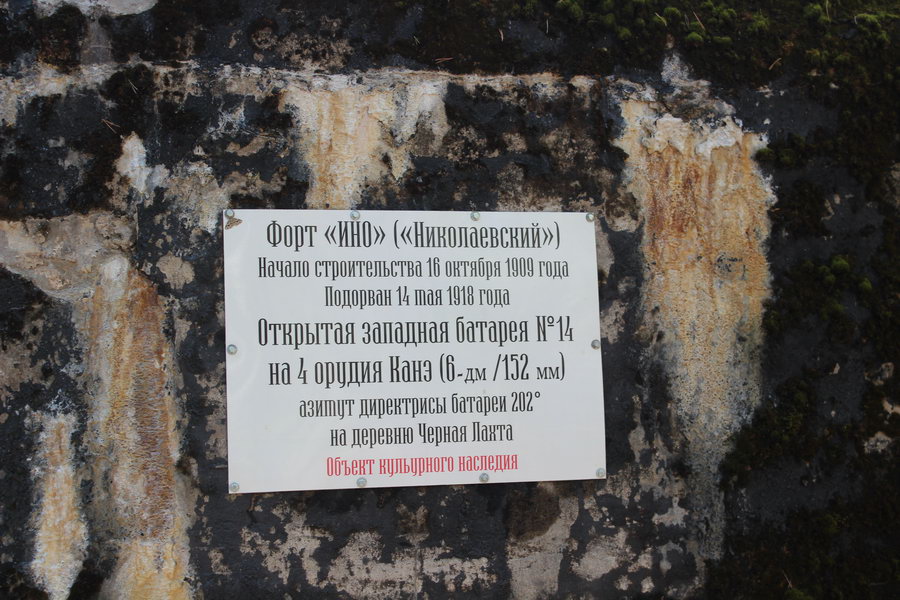 Форт «ИНО» («Николаевский»)
Начало строительства 16 октября 1909 года
Подорван 14 мая 1918 года
Открытая западная батарея №14
на 4 орудия Канэ (6-дм /152 мм)
азимут директрисы батареи 202°
на деревню Черная Лахта
Объект кульурного наследия